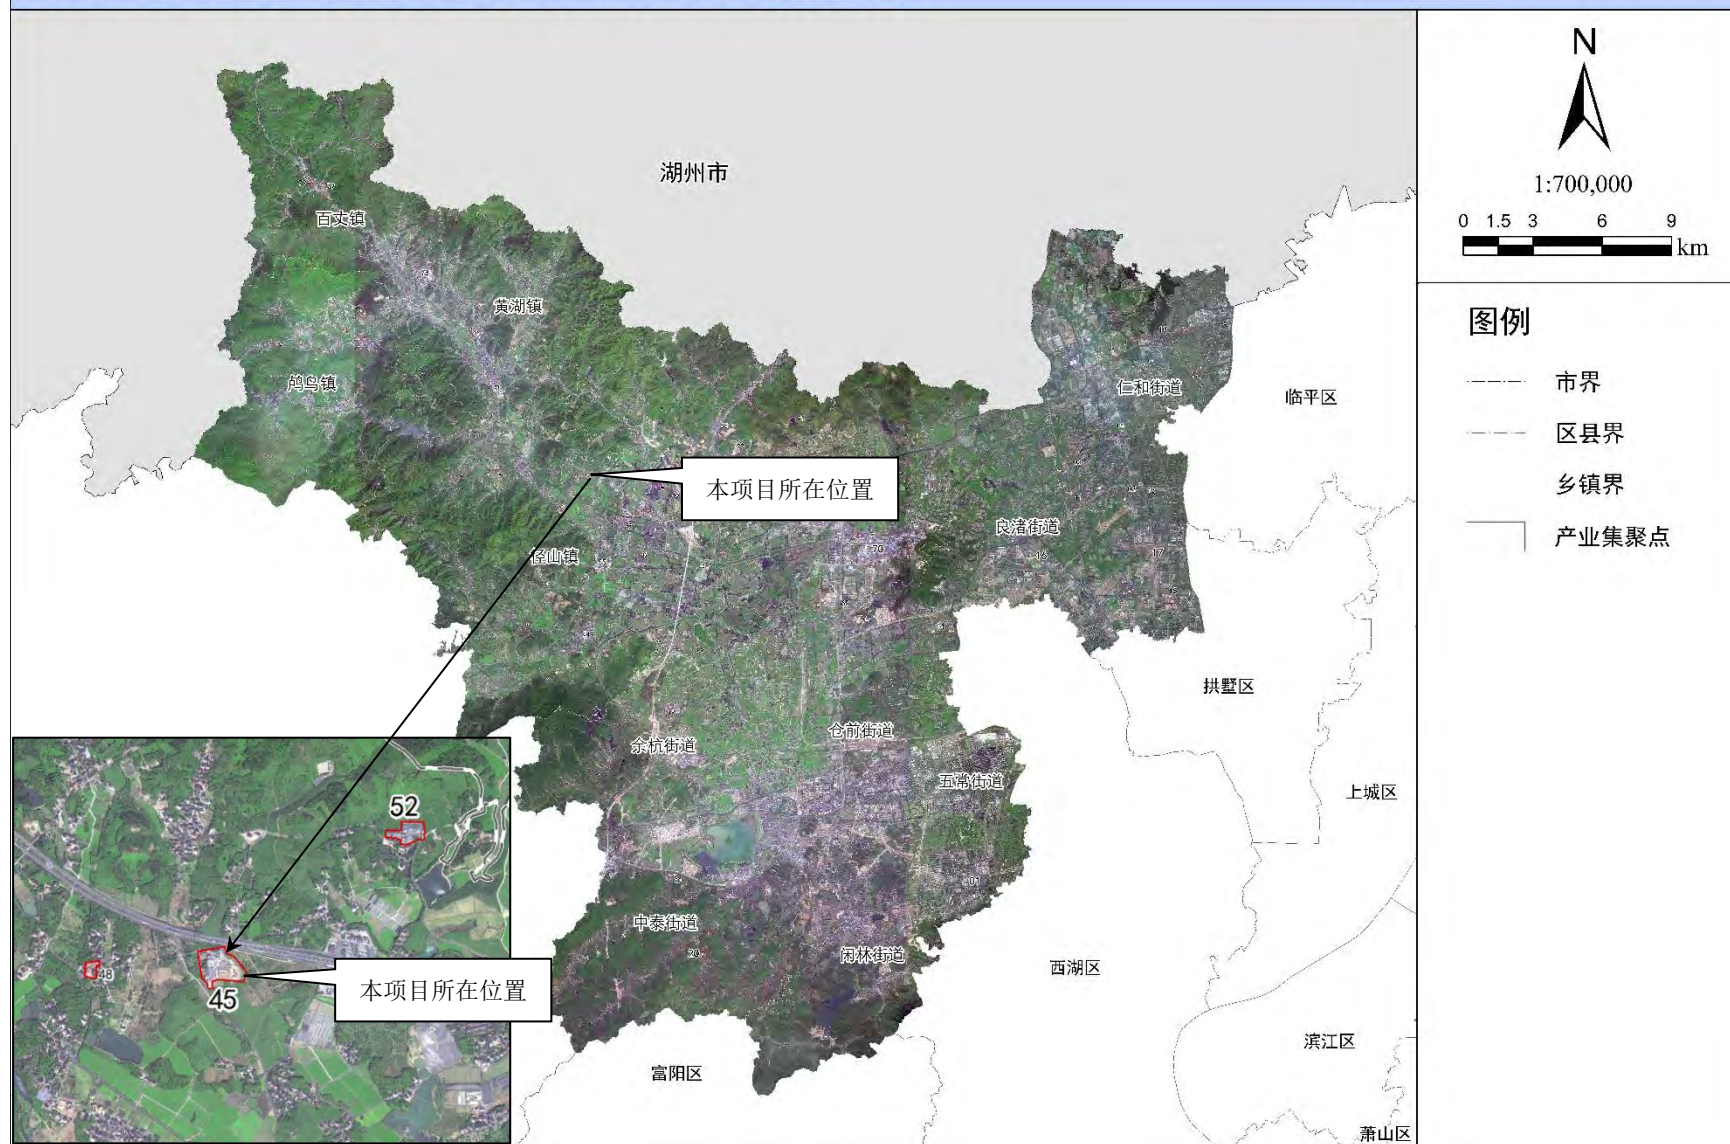 湖州市
百丈镇
黄湖镇
鸬鸟镇
仁和街道
临平区
本项目所在位置
良渚街道
径山镇
70
16
17
拱墅区
余杭街道
仓前街道
五常街道
上城区
中泰街道
闲林街道
西湖区
滨江区
富阳区
萧山区
52
48
45
本项目所在位置
N
1:700,000
0 1.5 3 6 9
km
图例
市界
区县界
乡镇界
产业集聚点